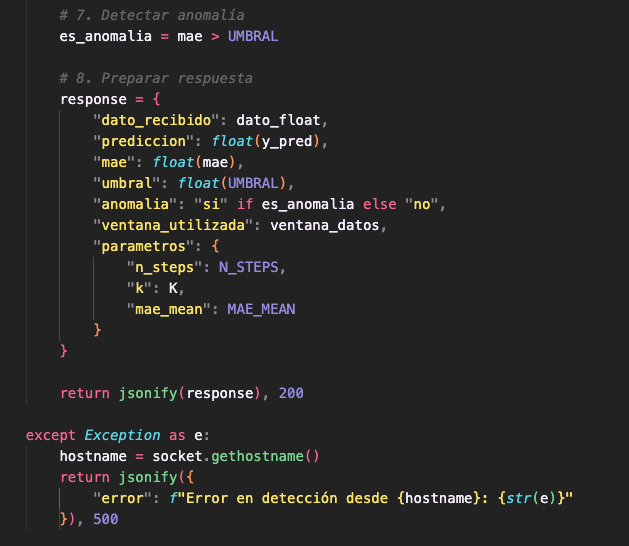 # 7. Detectar anomalía
es_anomalia = mae > UMBRAL
# 8. Preparar respuesta
response = {
"dato_recibido": dato_float,
"prediccion": float(y_pred),
"mae": float(mae),
"umbral": float(UMBRAL),
"anomalia": "si" if es_anomalia else "no",
"ventana_utilizada": ventana_datos,
"parametros": {
"n_steps": N_STEPS,
"k": K,
"mae_mean": MAE_MEAN
}
}
return jsonify(response), 200
except Exception as e:
hostname = socket.gethostname()
return jsonify({
"error": f"Error en detección desde {hostname}: {str(e)}"
}), 500